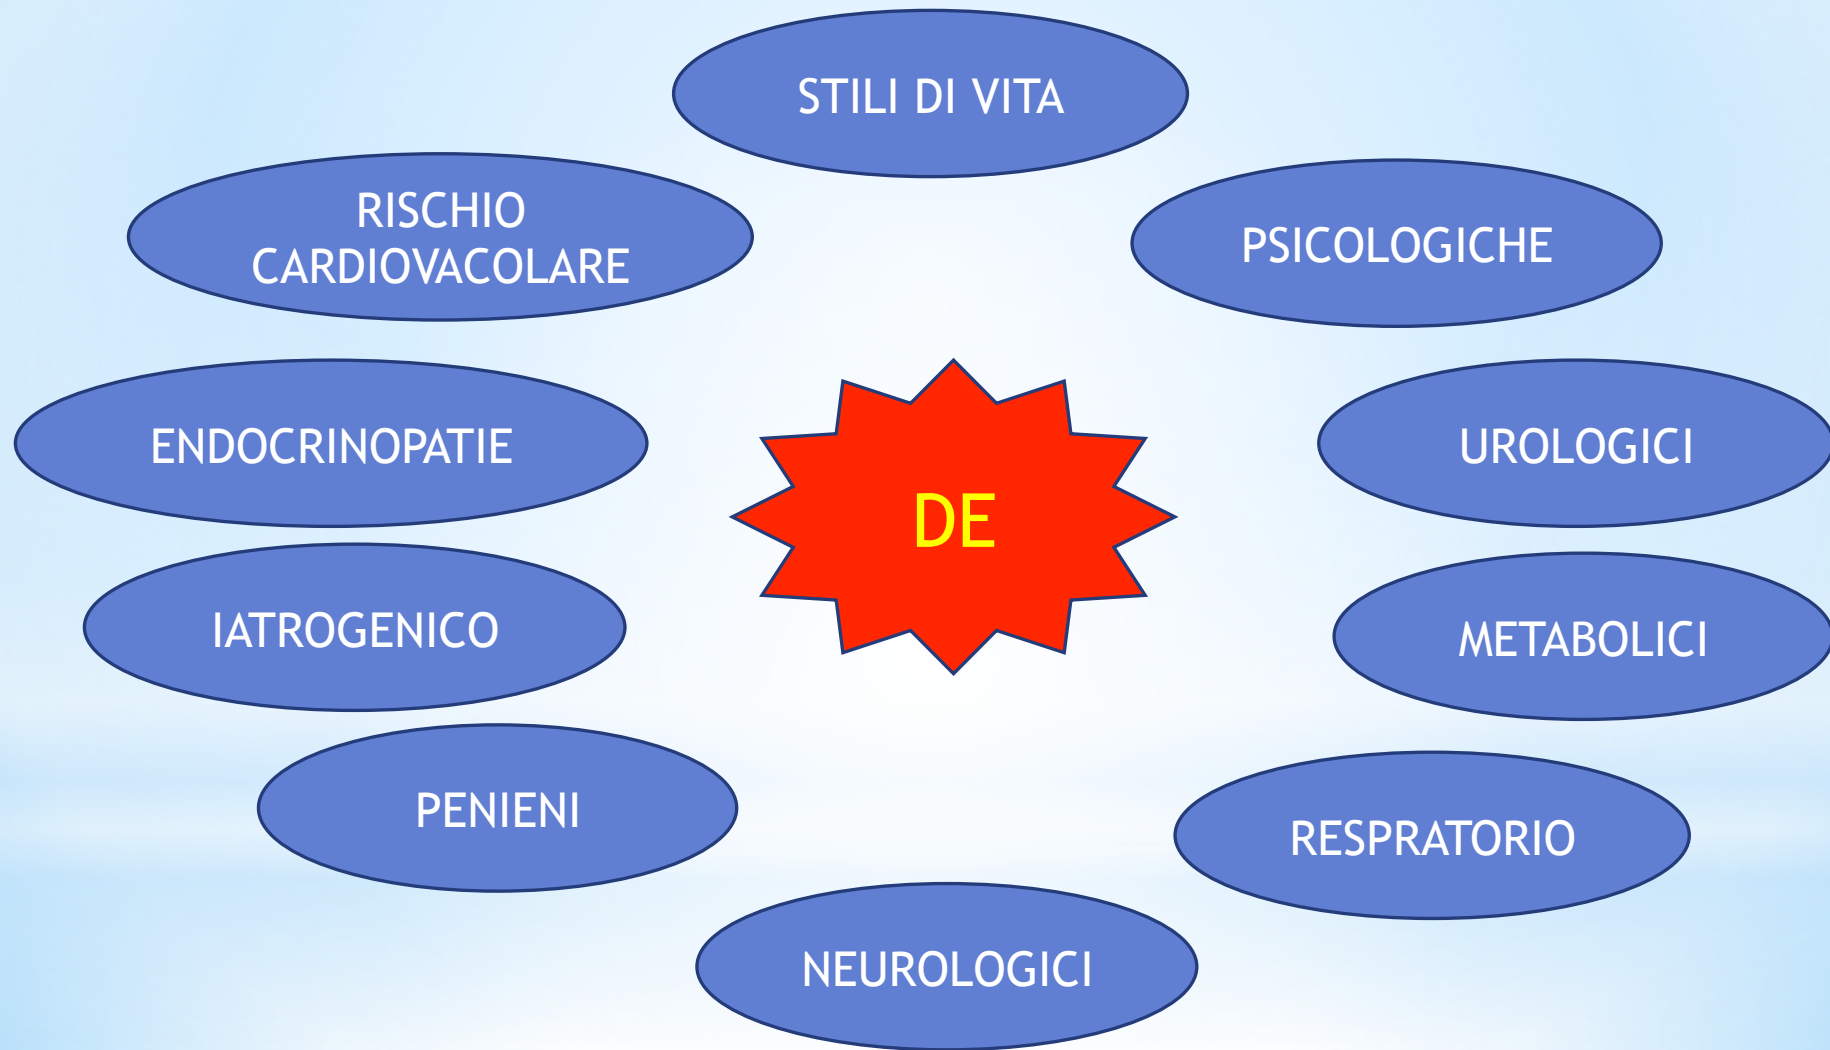 STILI DI VITA
RISCHIO
CARDIOVACOLARE
PSICOLOGICHE
ENDOCRINOPATIE
UROLOGICI
DE
IATROGENICO
METABOLICI
PENIENI
RESPRATORIO
NEUROLOGICI